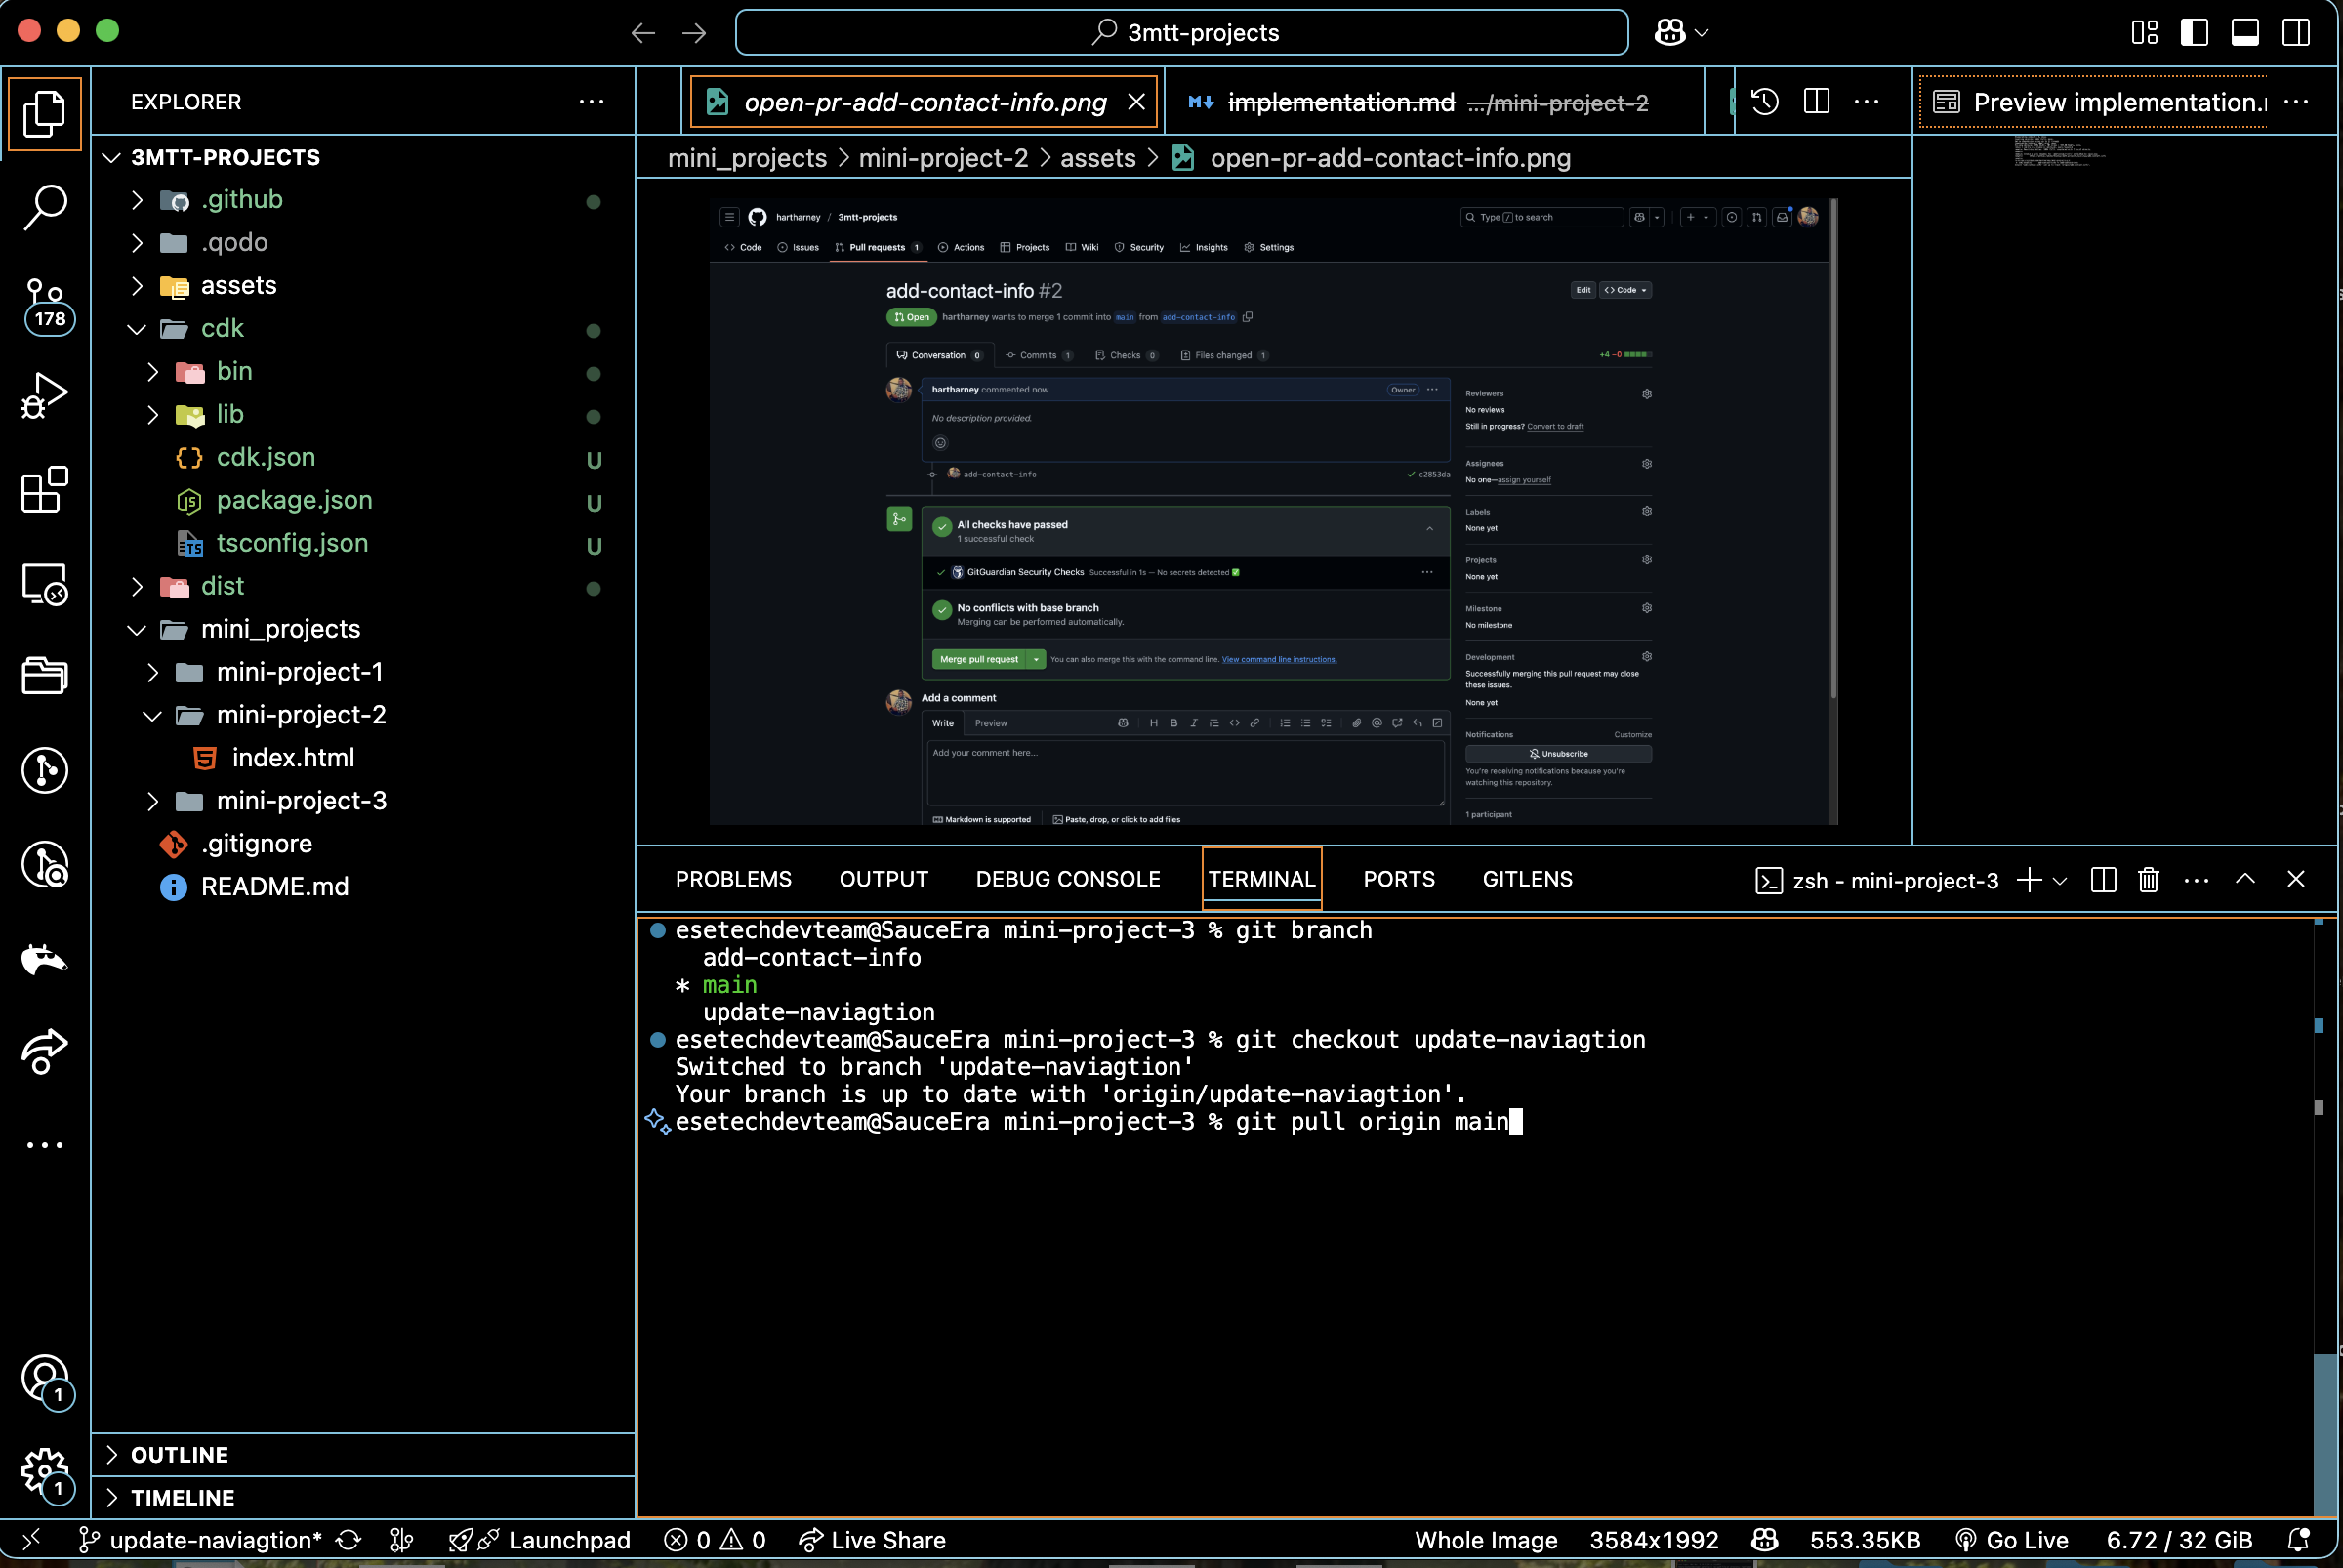 3mtt-projects
EXPLORER
3MTT-PROJECTS
.github
.qodo
assets
cdk
bin
lib
cdk.json U
package.json U
tsconfig.json U
dist
mini_projects
mini-project-1
mini-project-2
index.html
mini-project-3
.gitignore
README.md
OUTLINE
TIMELINE
178
1
1
open-pr-add-contact-info.png
implementation.md .../mini-project-2
Preview implementation.
mini_projects > mini-project-2 > assets > open-pr-add-contact-info.png
hartharney / 3mtt-projects
Type / to search
Code Issues Pull requests 1 Actions Projects Wiki Security Insights Settings
add-contact-info #2
Edit <> Code
Open hartharney wants to merge 1 commit into main from add-contact-info
Conversation 0 Commits 1 Checks 0 Files changed 1
+4 −0
hartharney commented now
Owner
No description provided.
add-contact-info
c2853da
All checks have passed
1 successful check
GitGuardian Security Checks Successful in 1s — No secrets detected
No conflicts with base branch
Merging can be performed automatically.
Merge pull request
You can also merge this with the command line. View command line instructions.
Add a comment
Write Preview
Add your comment here...
Markdown is supported
Paste, drop, or click to add files
Reviewers
No reviews
Still in progress? Convert to draft
Assignees
No one—assign yourself
Labels
None yet
Projects
None yet
Milestone
No milestone
Development
Successfully merging this pull request may close
these issues.
None yet
Notifications Customize
Unsubscribe
You're receiving notifications because you're
watching this repository.
1 participant
PROBLEMS OUTPUT DEBUG CONSOLE TERMINAL PORTS GITLENS
zsh - mini-project-3
esetechdevteam@SauceEra mini-project-3 % git branch
add-contact-info
* main
update-naviagtion
esetechdevteam@SauceEra mini-project-3 % git checkout update-naviagtion
Switched to branch 'update-naviagtion'
Your branch is up to date with 'origin/update-naviagtion'.
esetechdevteam@SauceEra mini-project-3 % git pull origin main
update-naviagtion* Launchpad 0 0 Live Share Whole Image 3584x1992 553.35KB Go Live 6.72 / 32 GiB